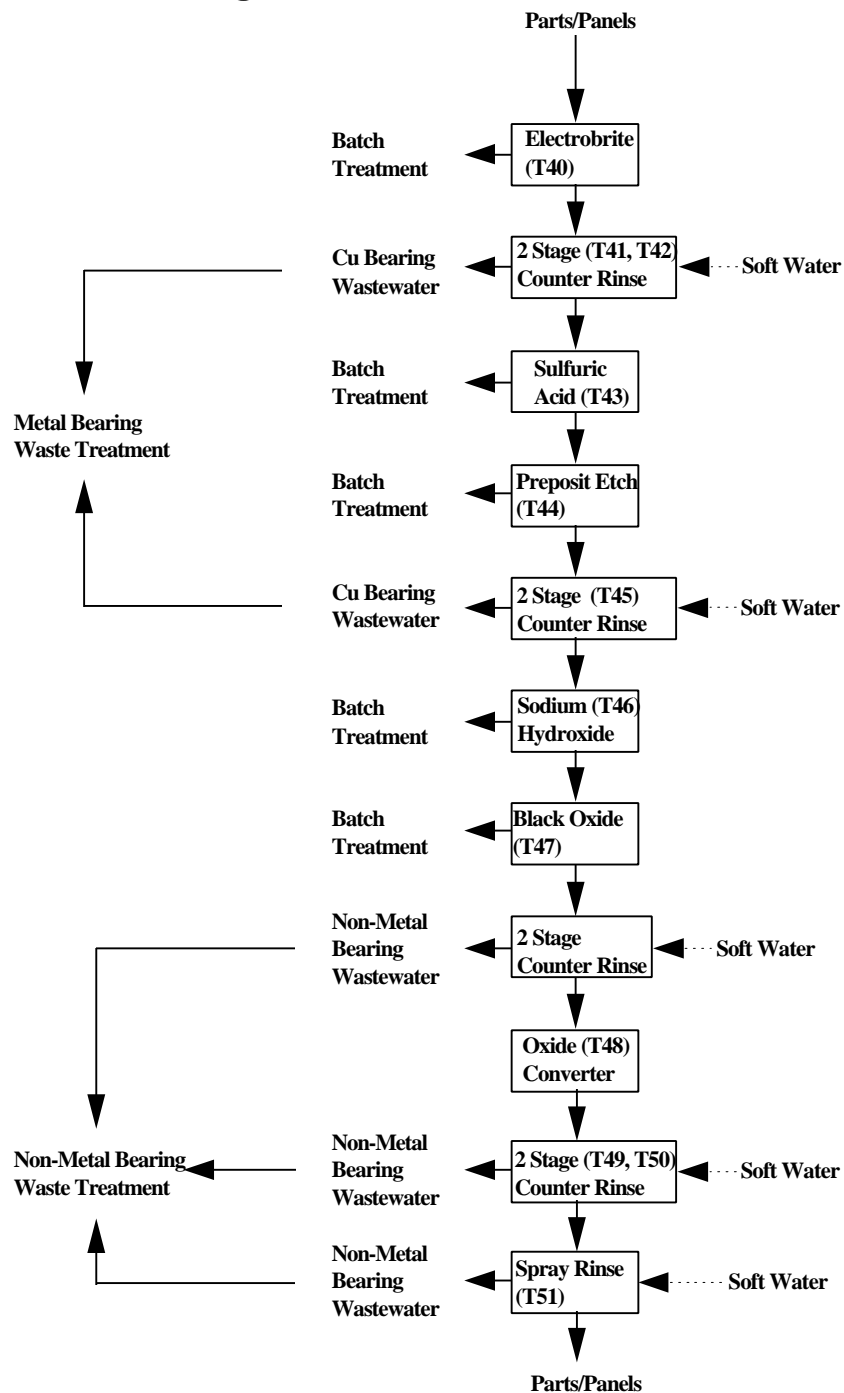 Parts/Panels
Batch
Treatment
Electrobrite
(T40)
Cu Bearing
Wastewater
2 Stage (T41, T42)
Counter Rinse
Soft Water
Batch
Treatment
Sulfuric
Acid (T43)
Metal Bearing
Waste Treatment
Batch
Treatment
Preposit Etch
(T44)
Cu Bearing
Wastewater
2 Stage (T45)
Counter Rinse
Soft Water
Batch
Treatment
Sodium (T46)
Hydroxide
Batch
Treatment
Black Oxide
(T47)
Non-Metal
Bearing
Wastewater
2 Stage
Counter Rinse
Soft Water
Oxide (T48)
Converter
Non-Metal Bearing
Waste Treatment
Non-Metal
Bearing
Wastewater
2 Stage (T49, T50)
Counter Rinse
Soft Water
Non-Metal
Bearing
Wastewater
Spray Rinse
(T51)
Soft Water
Parts/Panels